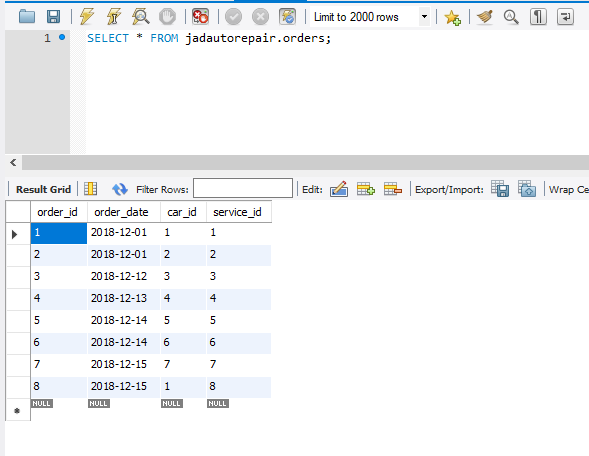 Limit to 2000 rows
1 SELECT * FROM jadautorepair.orders;
Result Grid Filter Rows: Edit: Export/Import: Wrap Ce
order_id order_date car_id service_id
1 2018-12-01 1 1
2 2018-12-01 2 2
3 2018-12-12 3 3
4 2018-12-13 4 4
5 2018-12-14 5 5
6 2018-12-14 6 6
7 2018-12-15 7 7
8 2018-12-15 1 8
NULL NULL NULL NULL